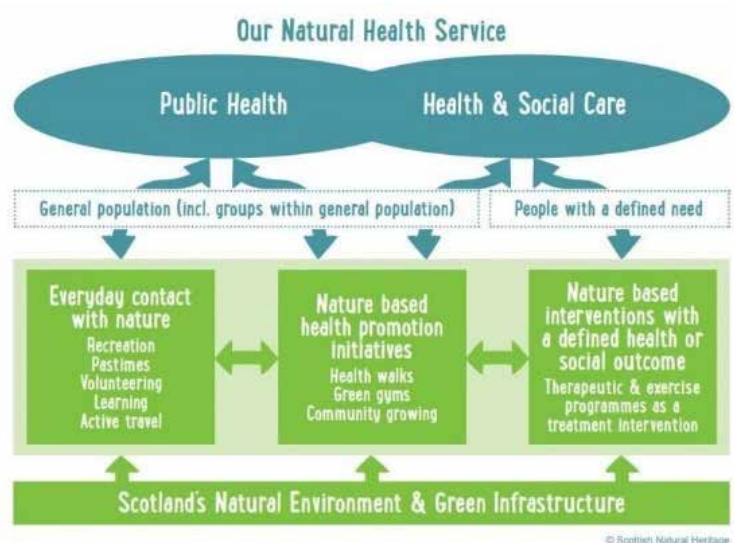 Our Natural Health Service
Public Health
Health & Social Care
General population (incl. groups within general population)
People with a defined need
Everyday contact
with nature
Recreation
Pastimes
Volunteering
Learning
Active travel
Nature based
health promotion
initiatives
Health walks
Green gyms
Community growing
Nature based
interventions with
a defined health or
social outcome
Therapeutic & exercise
programmes as a
treatment intervention
Scotland's Natural Environment & Green Infrastructure
© Scottish Natural Heritage